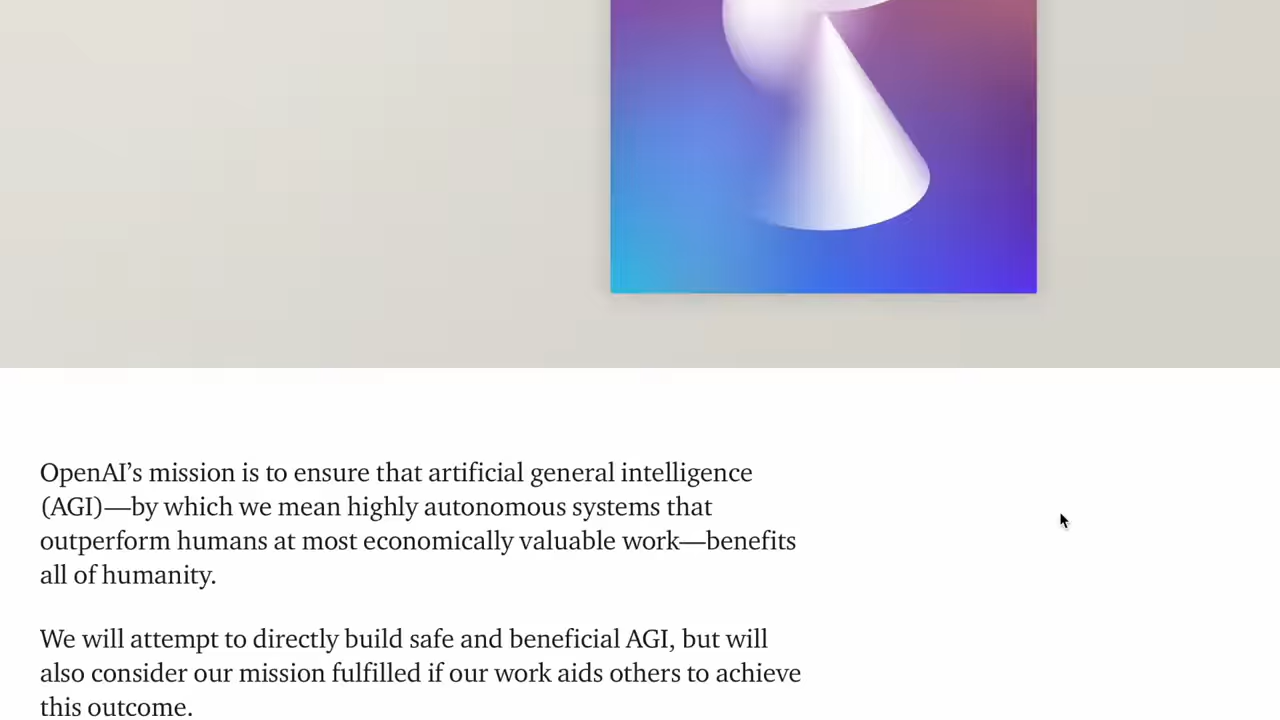 OpenAI’s mission is to ensure that artificial general intelligence
(AGI)—by which we mean highly autonomous systems that
outperform humans at most economically valuable work—benefits
all of humanity.
We will attempt to directly build safe and beneficial AGI, but will
also consider our mission fulfilled if our work aids others to achieve
this outcome.